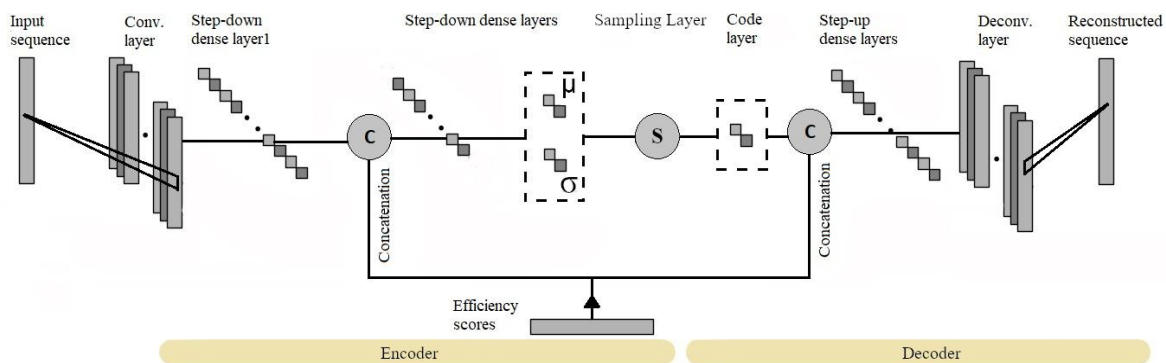 Input
sequence
Conv.
layer
Step-down
dense layer1
Step-down dense layers
Sampling Layer
Code
layer
Step-up
dense layers
Deconv.
layer
Reconstructed
sequence
μ
C
S
C
σ
Concatenation
Concatenation
Efficiency
scores
Encoder
Decoder